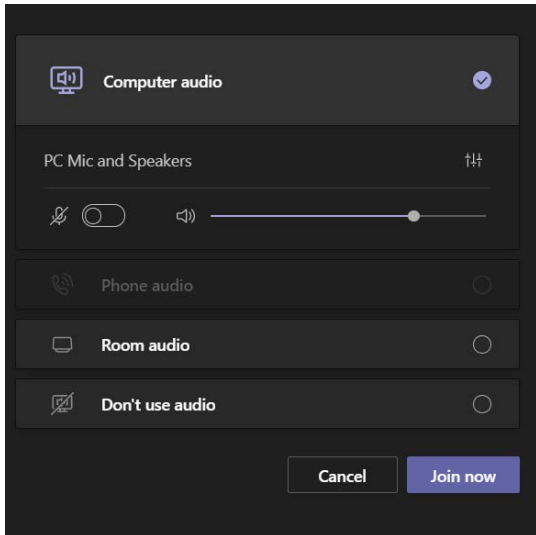 Computer audio
PC Mic and Speakers
Phone audio
Room audio
Don't use audio
Cancel
Join now